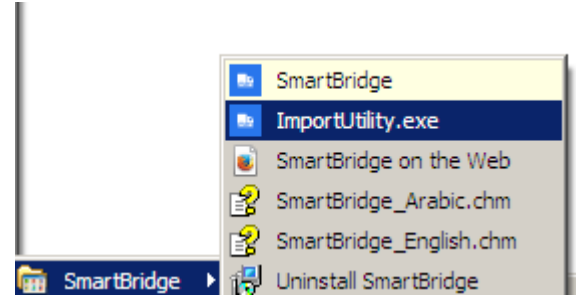 SmartBridge
ImportUtility.exe
SmartBridge on the Web
SmartBridge_Arabic.chm
SmartBridge_English.chm
SmartBridge
Uninstall SmartBridge